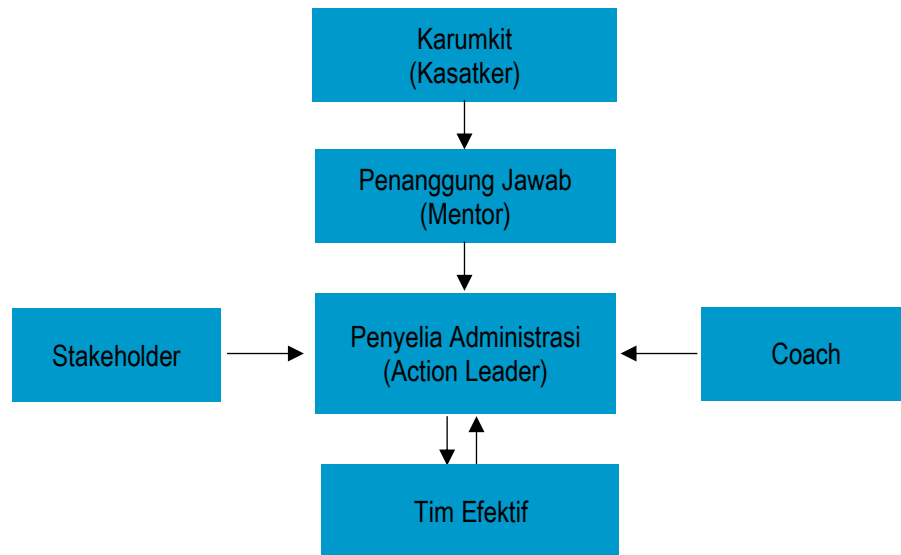 Karumkit
(Kasatker)
Penanggung Jawab
(Mentor)
Stakeholder
Penyelia Administrasi
(Action Leader)
Coach
Tim Efektif